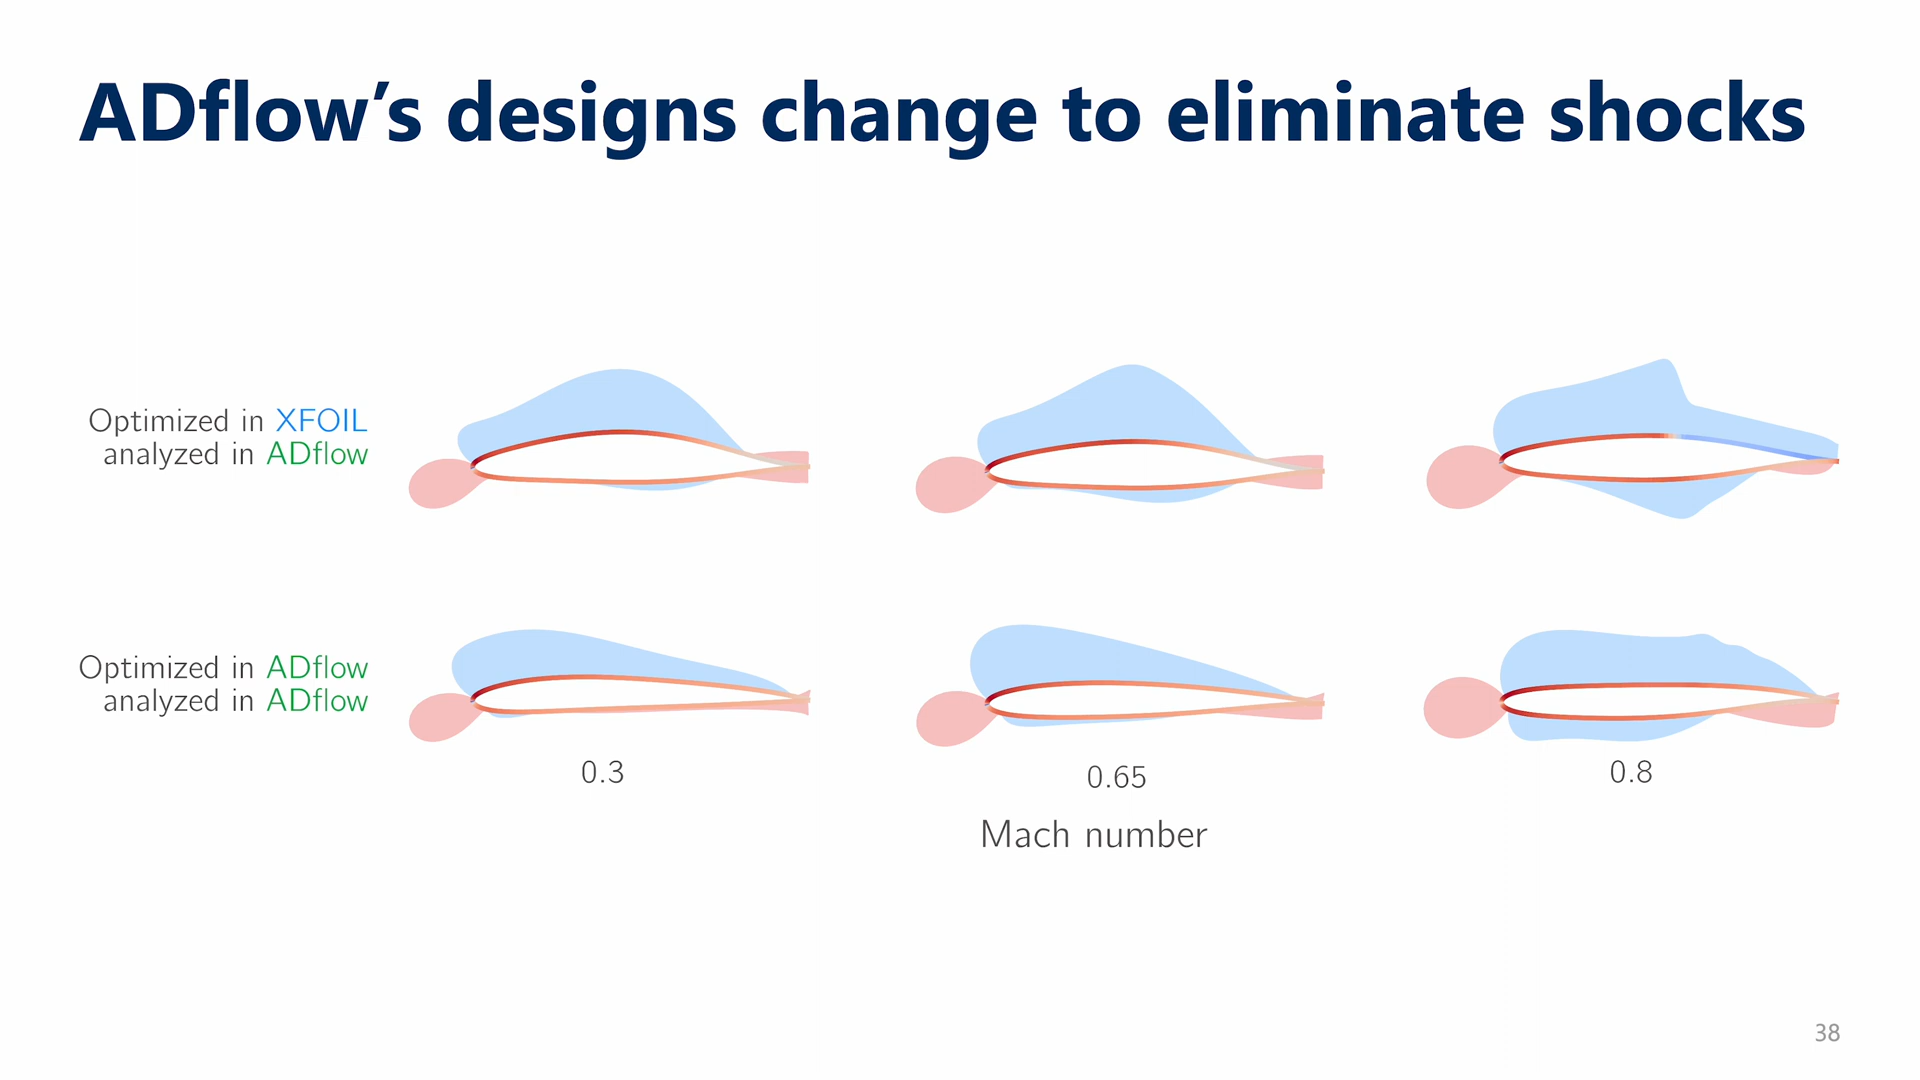 ADflow’s designs change to eliminate shocks
Optimized in XFOIL
analyzed in ADflow
Optimized in ADflow
analyzed in ADflow
0.3
0.65
0.8
Mach number
38